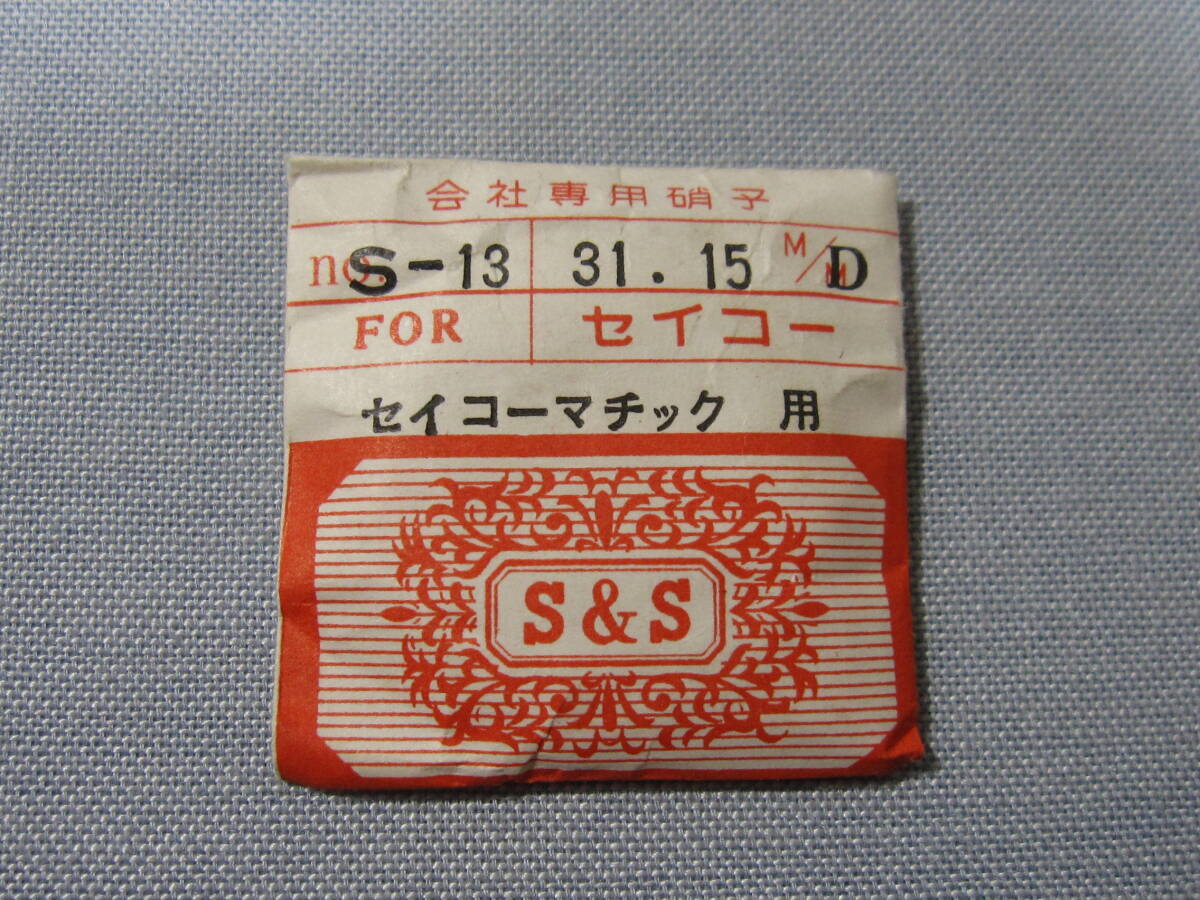 会社専用硝子
no. S-13 31.15 M/M D
FOR セイコー
セイコーマチック 用
S&S